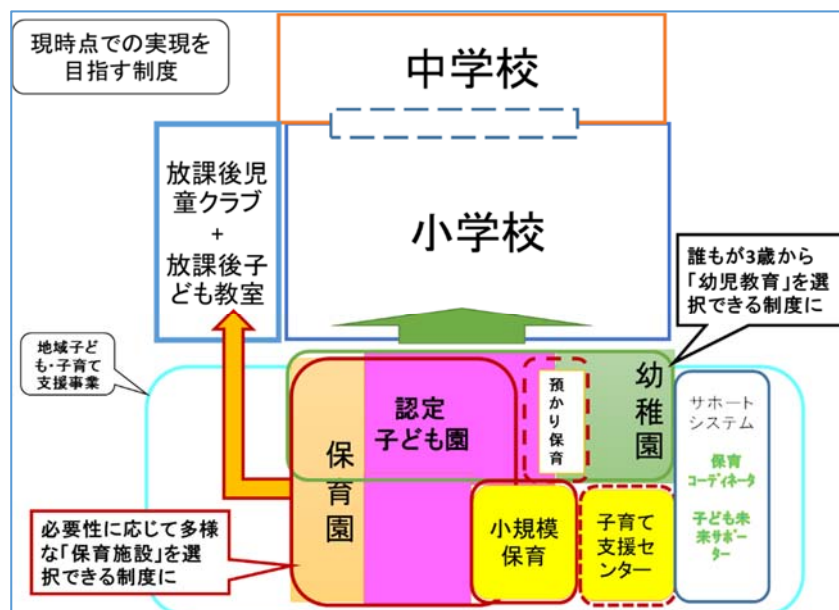 現時点での実現を
目指す制度
中学校
放課後児
童クラブ
+
放課後子
ども教室
小学校
誰もが3歳から
「幼児教育」を選
択できる制度に
地域子ど
も・子育て
支援事業
保育園
認定
子ども園
預かり保育
幼稚園
サポート
システム
保育
コーディネータ
子ども未
来サポー
ター
必要性に応じて多様
な「保育施設」を選
択できる制度に
小規模
保育
子育て
支援セ
ンター